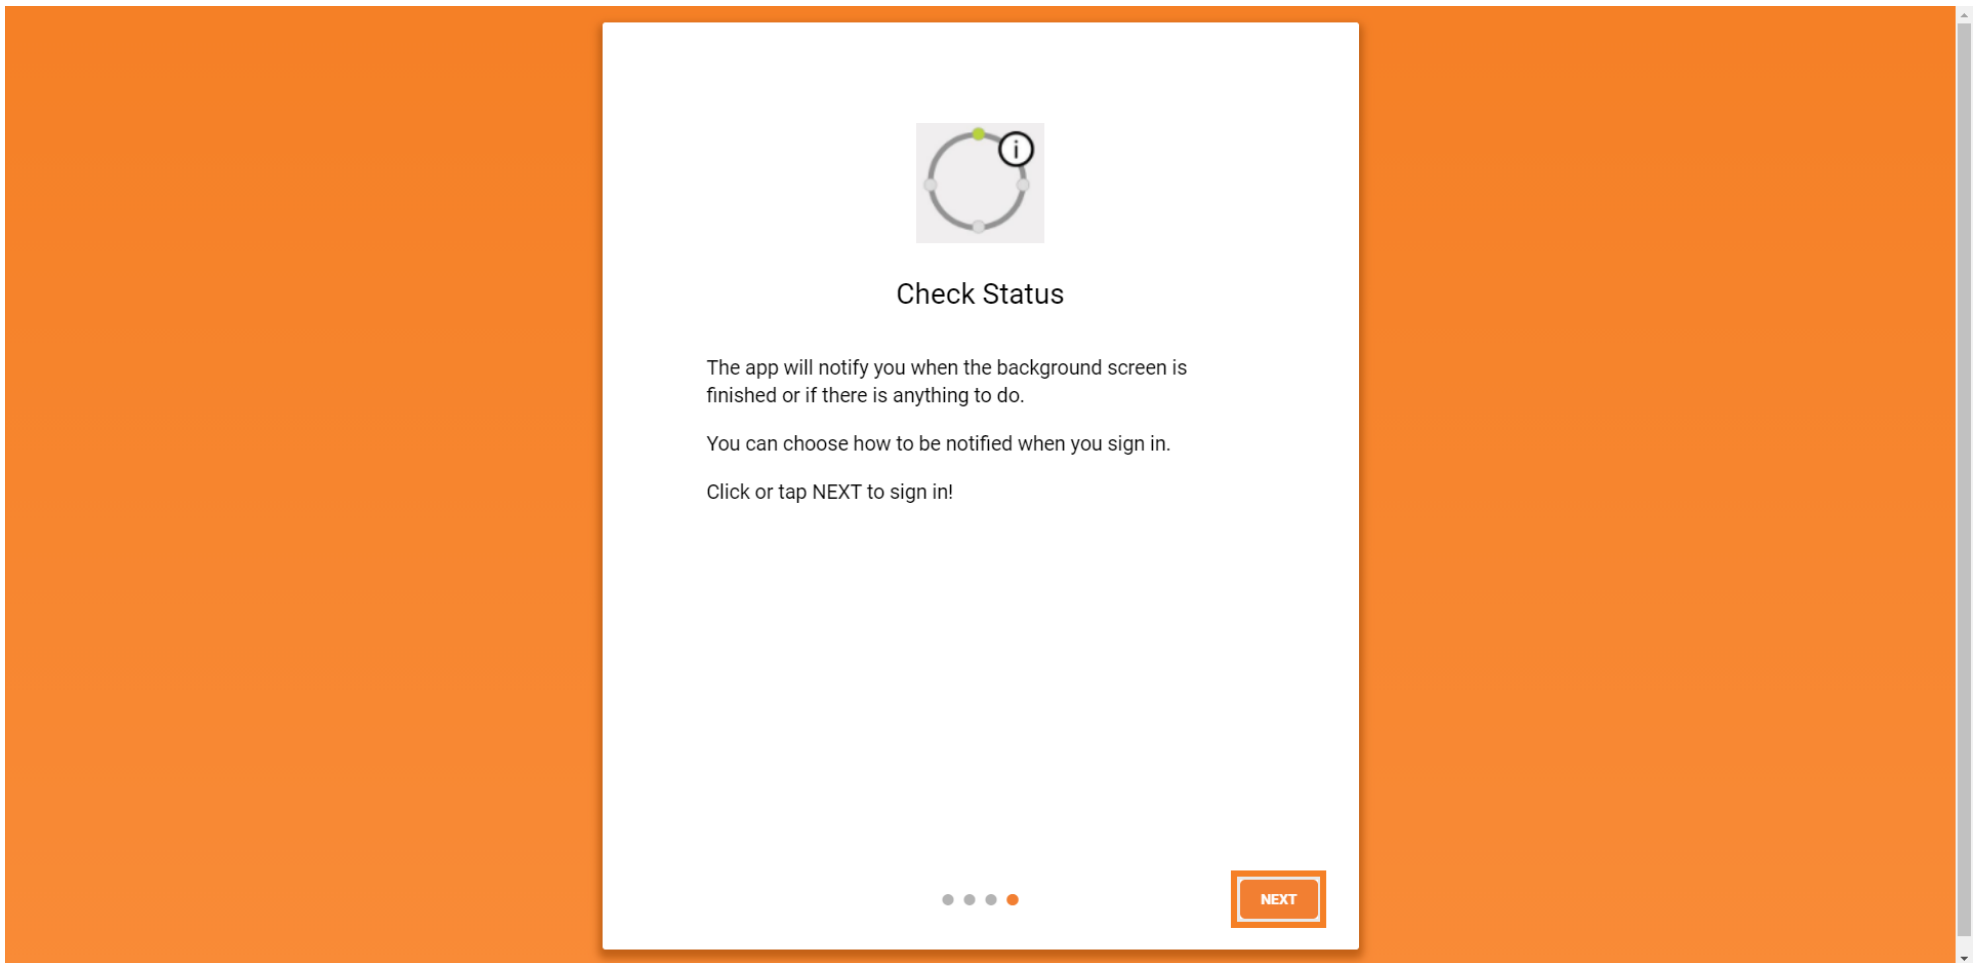 i
Check Status
The app will notify you when the background screen is
finished or if there is anything to do.
You can choose how to be notified when you sign in.
Click or tap NEXT to sign in!
NEXT